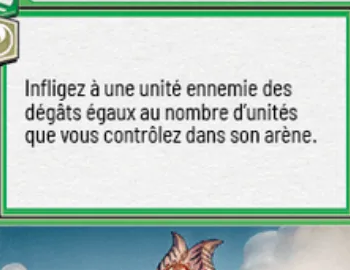 Infligez à une unité ennemie des
dégâts égaux au nombre d'unités
que vous contrôlez dans son arène.